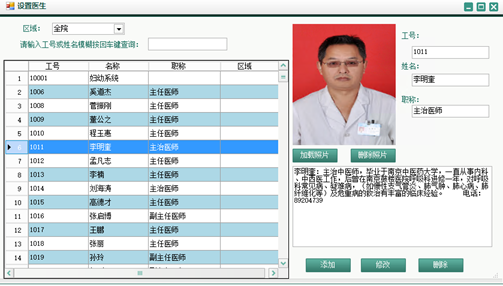 设置医生
区域: 全院
请输入工号或姓名模糊按回车键查询:
工号 名称 职称 区域
1 10001 妇幼系统
2 1006 奚道杰 主任医师
3 1008 管振刚 主任医师
4 1009 董公之 主任医师
5 1010 程玉惠 主任医师
6 1011 李明奎 主治医师
7 1012 孟凡志 主任医师
8 1013 李楠 主任医师
9 1014 刘海涛 主治医师
10 1015 高德才 主任医师
11 1016 张启博 副主任医师
12 1017 王鹏 主任医师
13 1018 张丽 主任医师
14 1019 孙玲 副主任医师
工号:
1011
姓名:
李明奎
职称:
主治医师
加载照片 删除照片
李明奎: 主治中医师, 毕业于南京中医药大学, 一直从事内科
、中西医工作, 后曾在南京鼓楼医院呼吸科进修一年, 对呼吸
科常见病、疑难病, (如慢性支气管炎、肺气肿、肺心病、肺
纤维化等) 及危重病的救治有丰富的临床经验。 电话:
89204739
添加 修改 删除